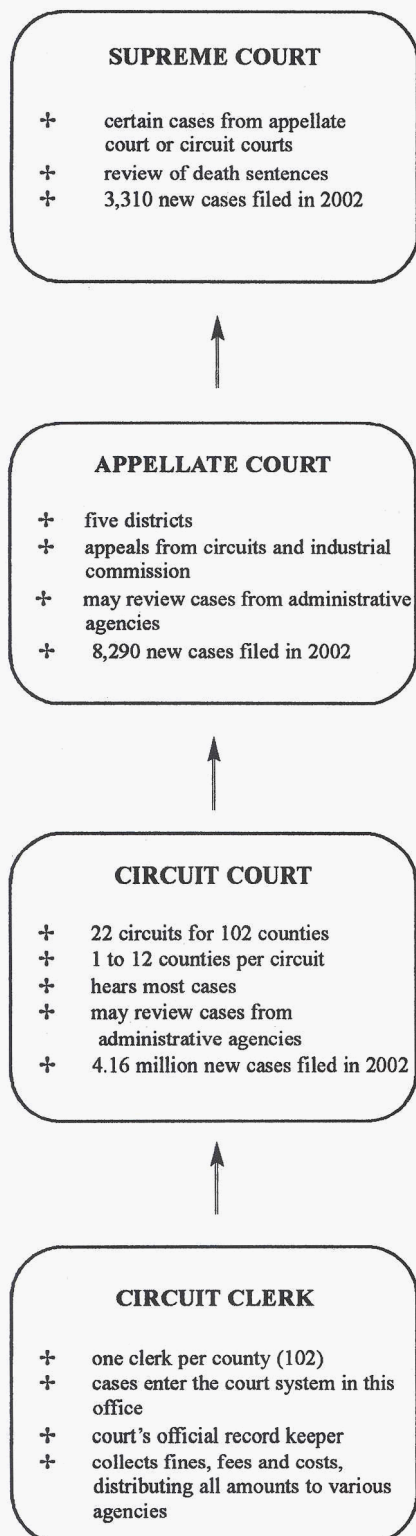 SUPREME COURT
✢ certain cases from appellate
court or circuit courts
✢ review of death sentences
✢ 3,310 new cases filed in 2002
APPELLATE COURT
✢ five districts
✢ appeals from circuits and industrial
commission
✢ may review cases from administrative
agencies
✢ 8,290 new cases filed in 2002
CIRCUIT COURT
✢ 22 circuits for 102 counties
✢ 1 to 12 counties per circuit
✢ hears most cases
✢ may review cases from
administrative agencies
✢ 4.16 million new cases filed in 2002
CIRCUIT CLERK
✢ one clerk per county (102)
✢ cases enter the court system in this
office
✢ court's official record keeper
✢ collects fines, fees and costs,
distributing all amounts to various
agencies